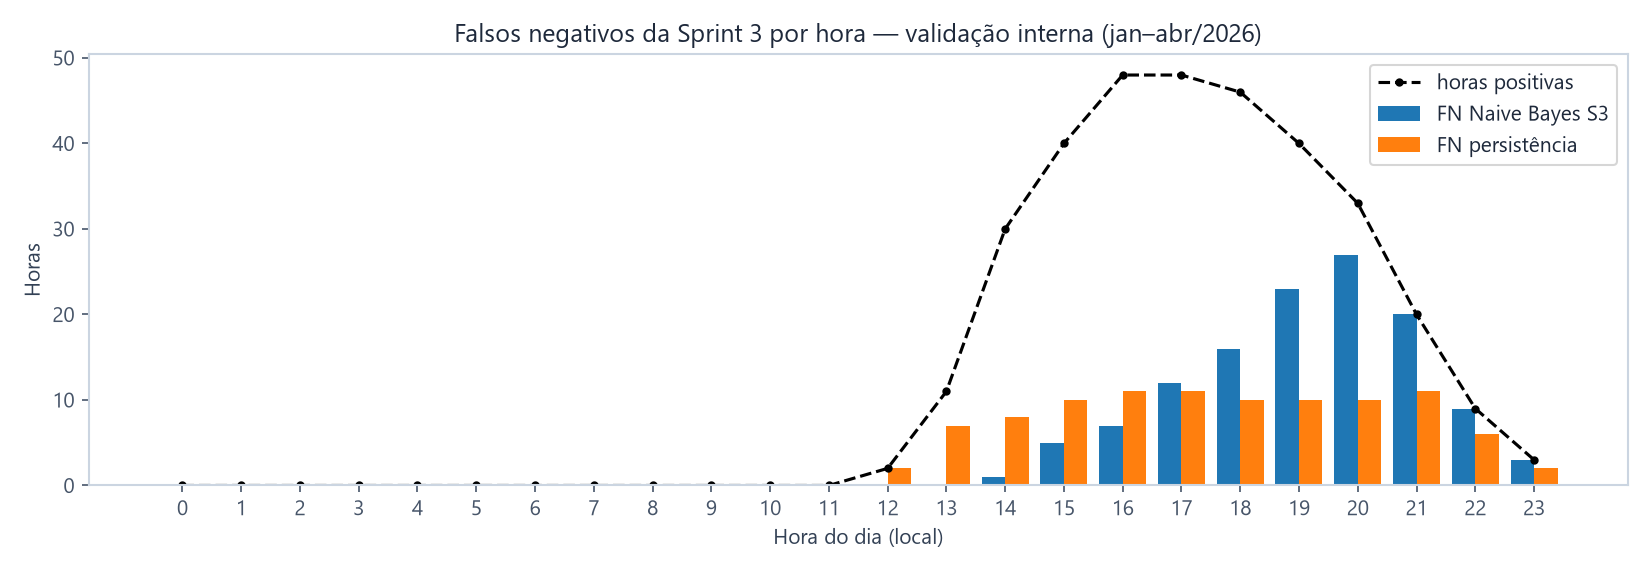 Falsos negativos da Sprint 3 por hora — validação interna (jan–abr/2026)
horas positivas
FN Naive Bayes S3
FN persistência
Horas
50
40
30
20
10
0
0 1 2 3 4 5 6 7 8 9 10 11 12 13 14 15 16 17 18 19 20 21 22 23
Hora do dia (local)